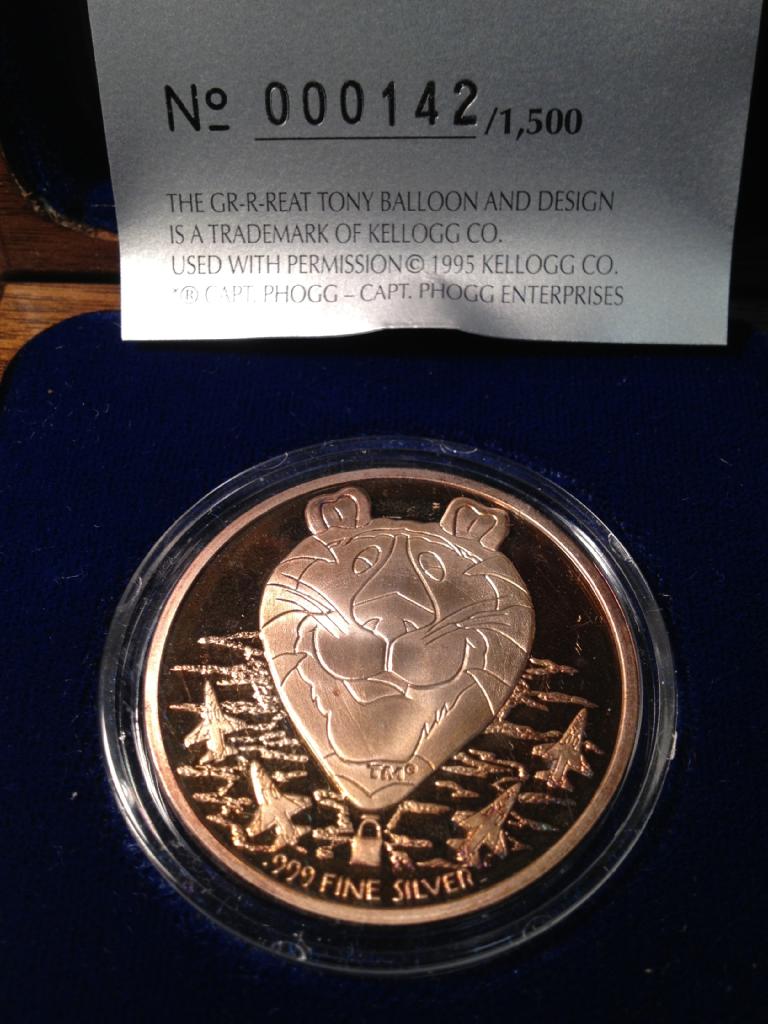 Nº 000142/1,500
THE GR-R-REAT TONY BALLOON AND DESIGN
IS A TRADEMARK OF KELLOGG CO.
USED WITH PERMISSION © 1995 KELLOGG CO.
*® CAPT. PHOGG – CAPT. PHOGG ENTERPRISES
TM©
.999 FINE SILVER